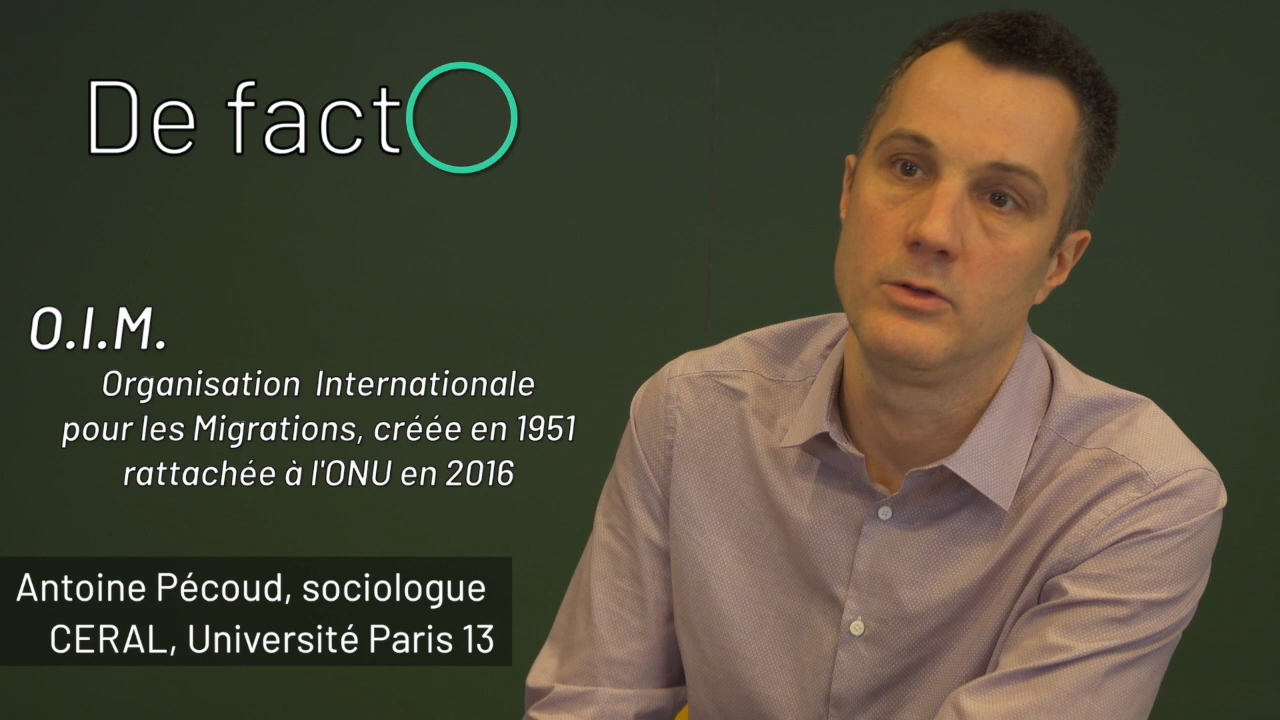 De facto
O.I.M.
Organisation Internationale
pour les Migrations, créée en 1951
rattachée à l'ONU en 2016
Antoine Pécoud, sociologue
CERAL, Université Paris 13